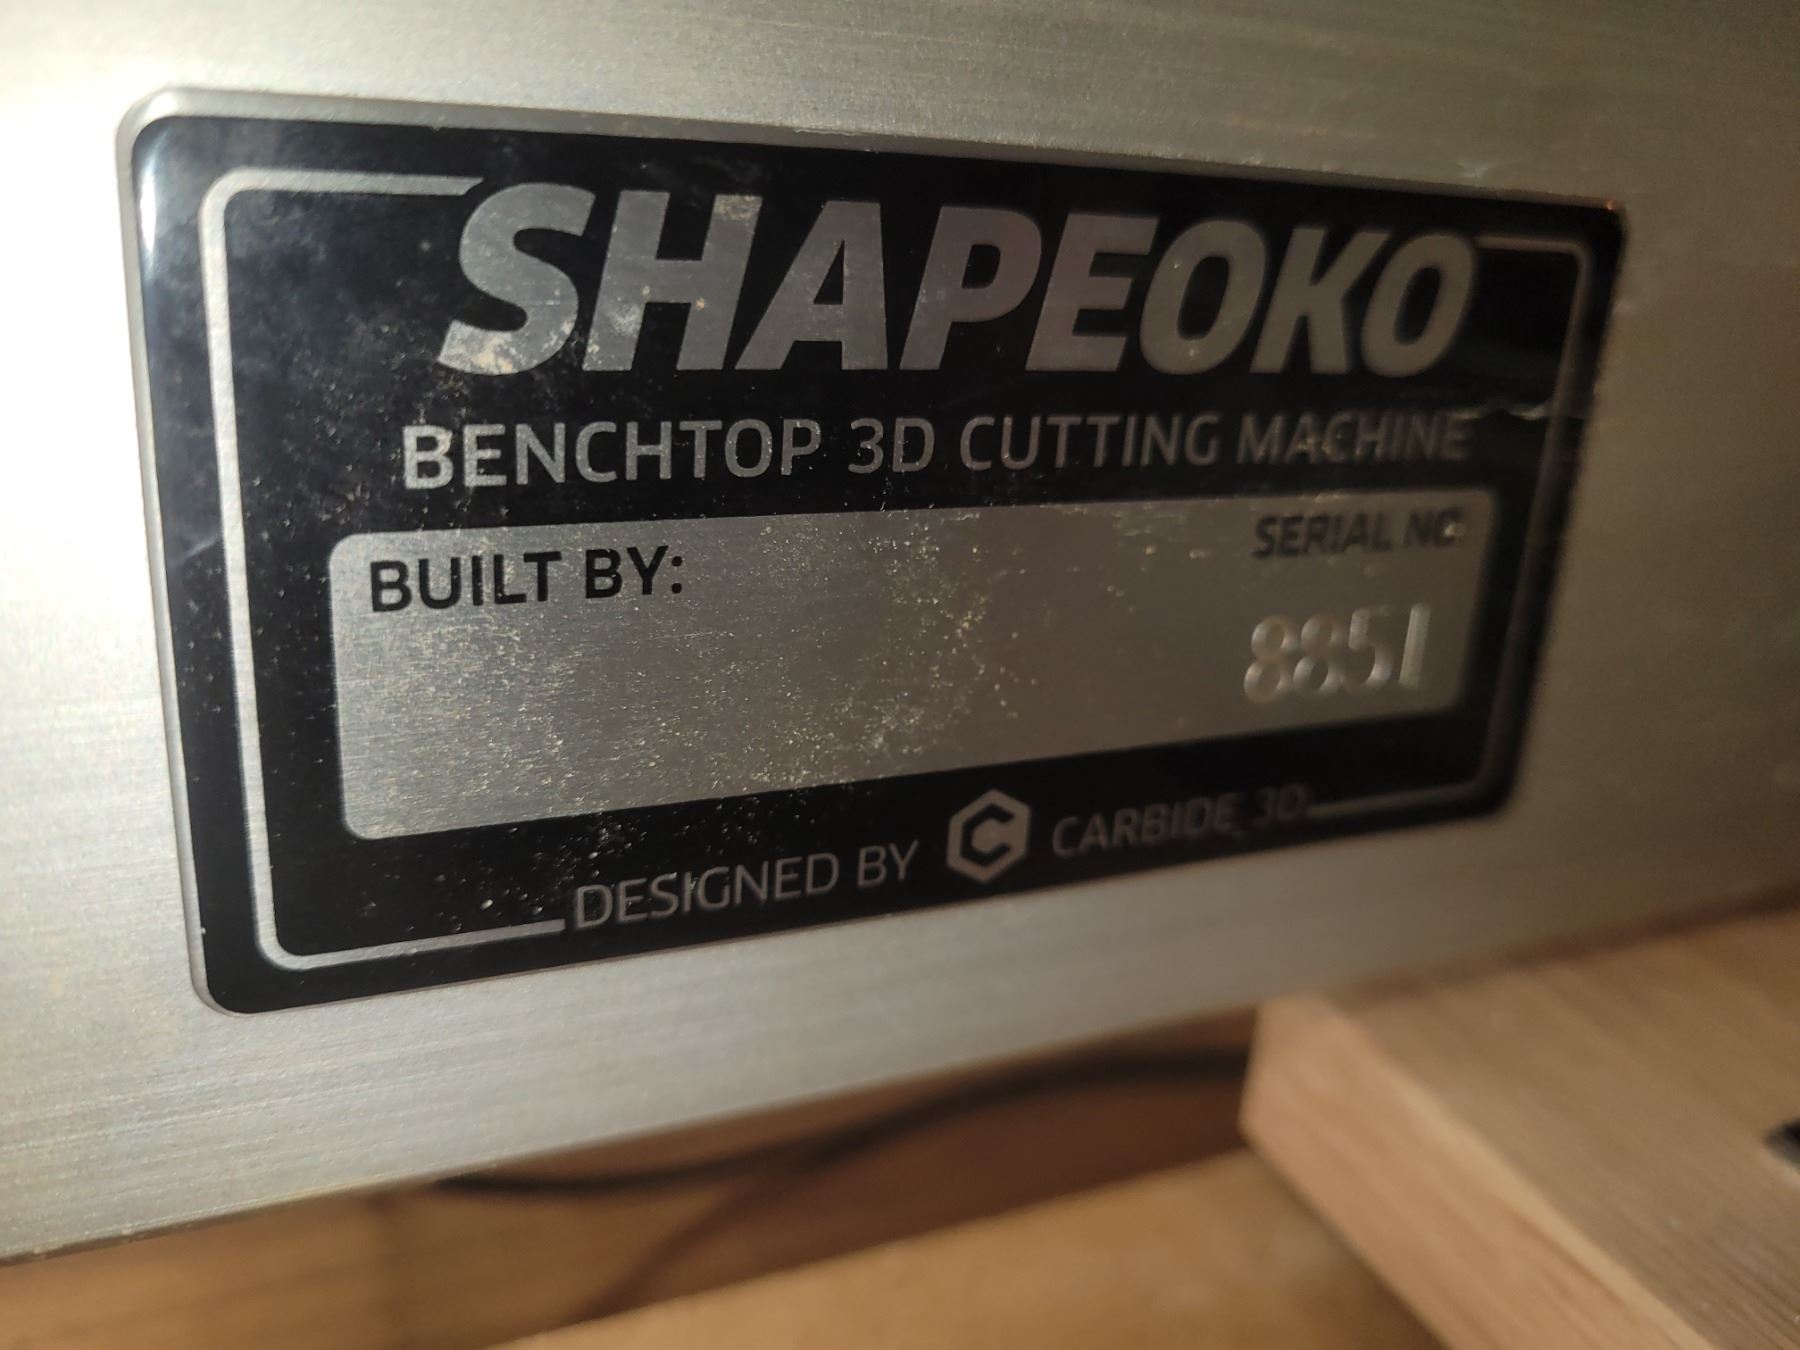 SHAPEOKO
BENCHTOP 3D CUTTING MACHINE
BUILT BY:
SERIAL NO.
8851
DESIGNED BY C CARBIDE 3D